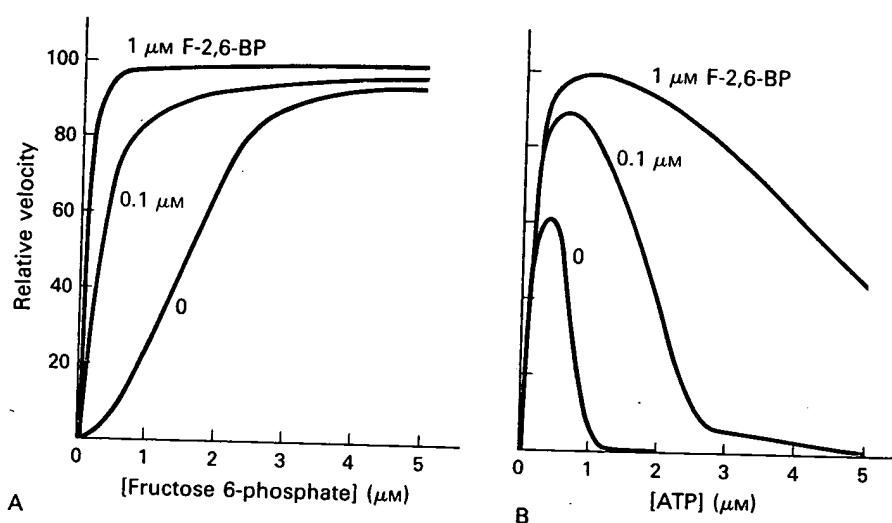 1 μM F-2,6-BP
100
80
60
40
20
0
Relative velocity
0.1 μM
0
0 1 2 3 4 5
[Fructose 6-phosphate] (μM)
A
1 μM F-2,6-BP
0.1 μM
0
0 1 2 3 4 5
[ATP] (μM)
B